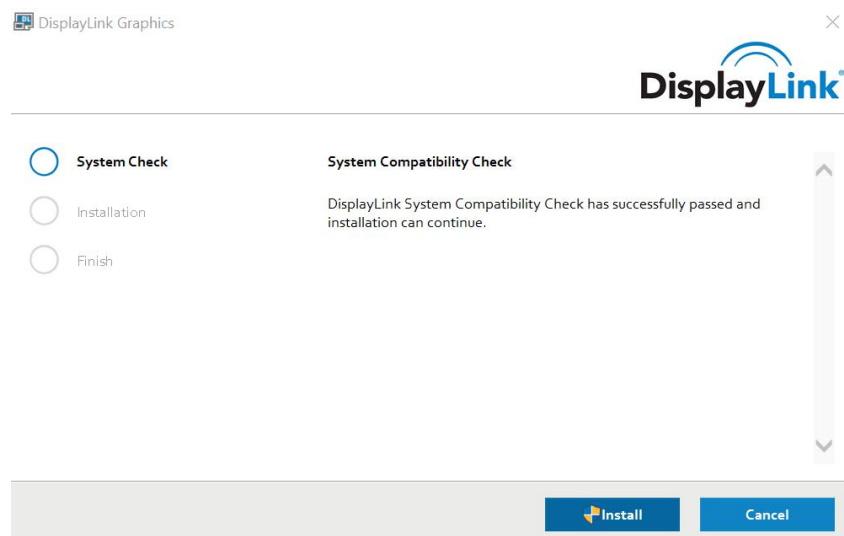 DisplayLink Graphics
DisplayLink®
System Check
Installation
Finish
System Compatibility Check
DisplayLink System Compatibility Check has successfully passed and
installation can continue.
Install
Cancel